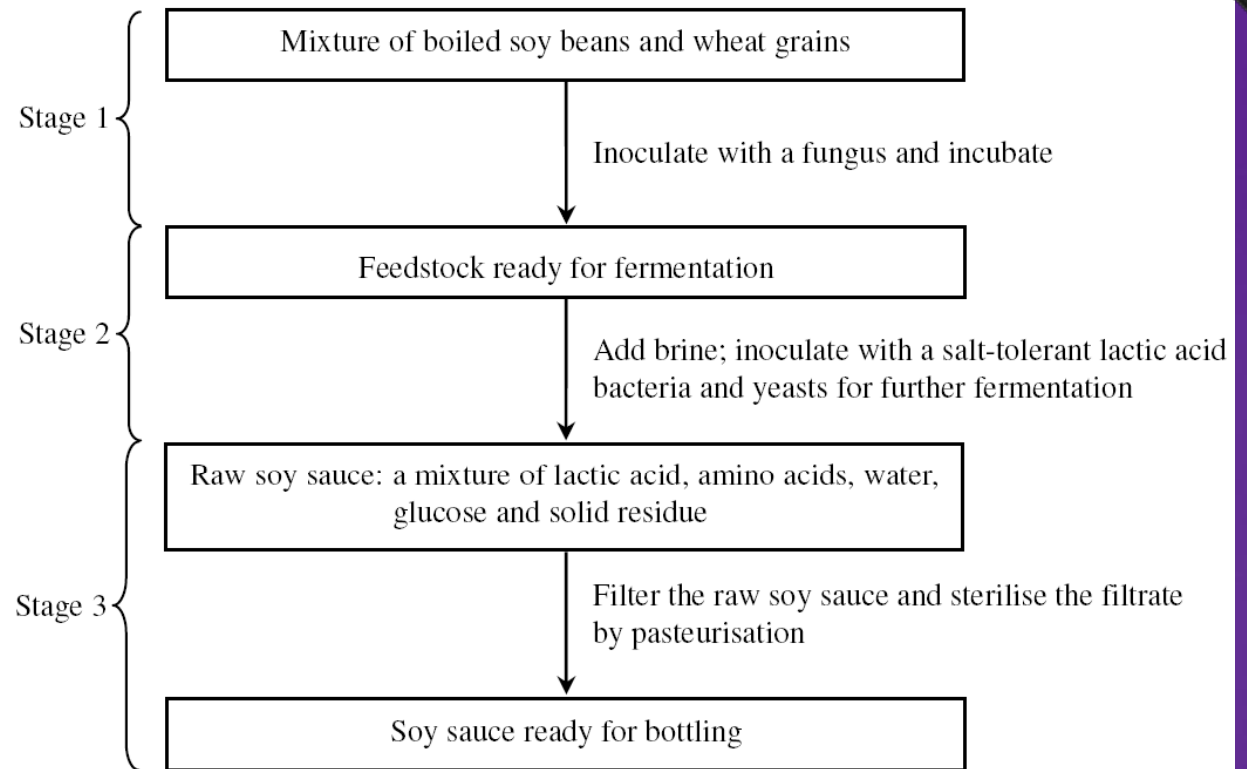 Mixture of boiled soy beans and wheat grains
Stage 1
Inoculate with a fungus and incubate
Feedstock ready for fermentation
Stage 2
Add brine; inoculate with a salt-tolerant lactic acid
bacteria and yeasts for further fermentation
Raw soy sauce: a mixture of lactic acid, amino acids, water,
glucose and solid residue
Stage 3
Filter the raw soy sauce and sterilise the filtrate
by pasteurisation
Soy sauce ready for bottling